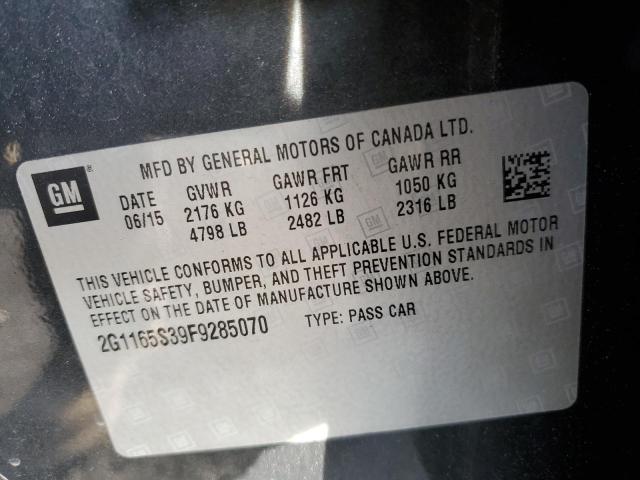 MFD BY GENERAL MOTORS OF CANADA LTD.
GM
DATE GVWR GAWR FRT GAWR RR
06/15 2176 KG 1126 KG 1050 KG
4798 LB 2482 LB 2316 LB
THIS VEHICLE CONFORMS TO ALL APPLICABLE U.S. FEDERAL MOTOR
VEHICLE SAFETY, BUMPER, AND THEFT PREVENTION STANDARDS IN
EFFECT ON THE DATE OF MANUFACTURE SHOWN ABOVE.
2G1165S39F9285070 TYPE: PASS CAR